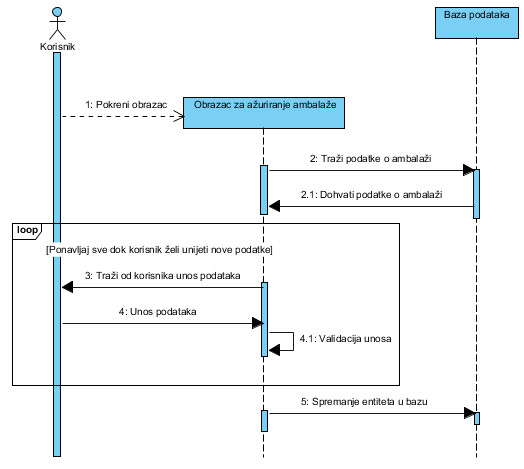 Baza podataka
Korisnik
1: Pokreni obrazac
Obrazac za ažuriranje ambalaže
2: Traži podatke o ambalaži
2.1: Dohvati podatke o ambalaži
loop
[Ponavljaj sve dok korisnik želi unijeti nove podatke]
3: Traži od korisnika unos podataka
4: Unos podataka
4.1: Validacija unosa
5: Spremanje entiteta u bazu